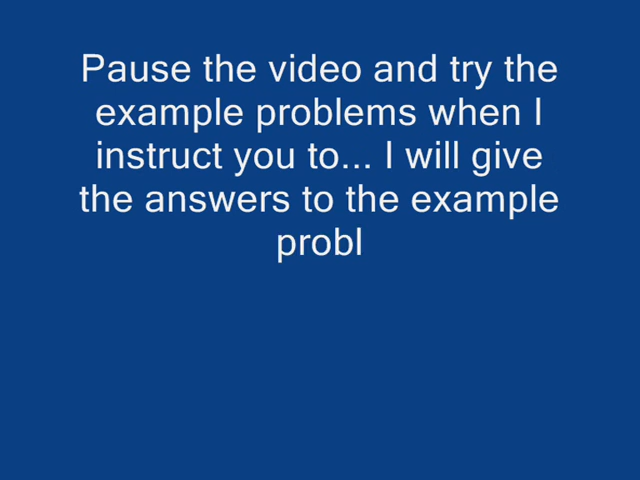 Pause the video and try the
example problems when I
instruct you to... I will give
the answers to the example
probl